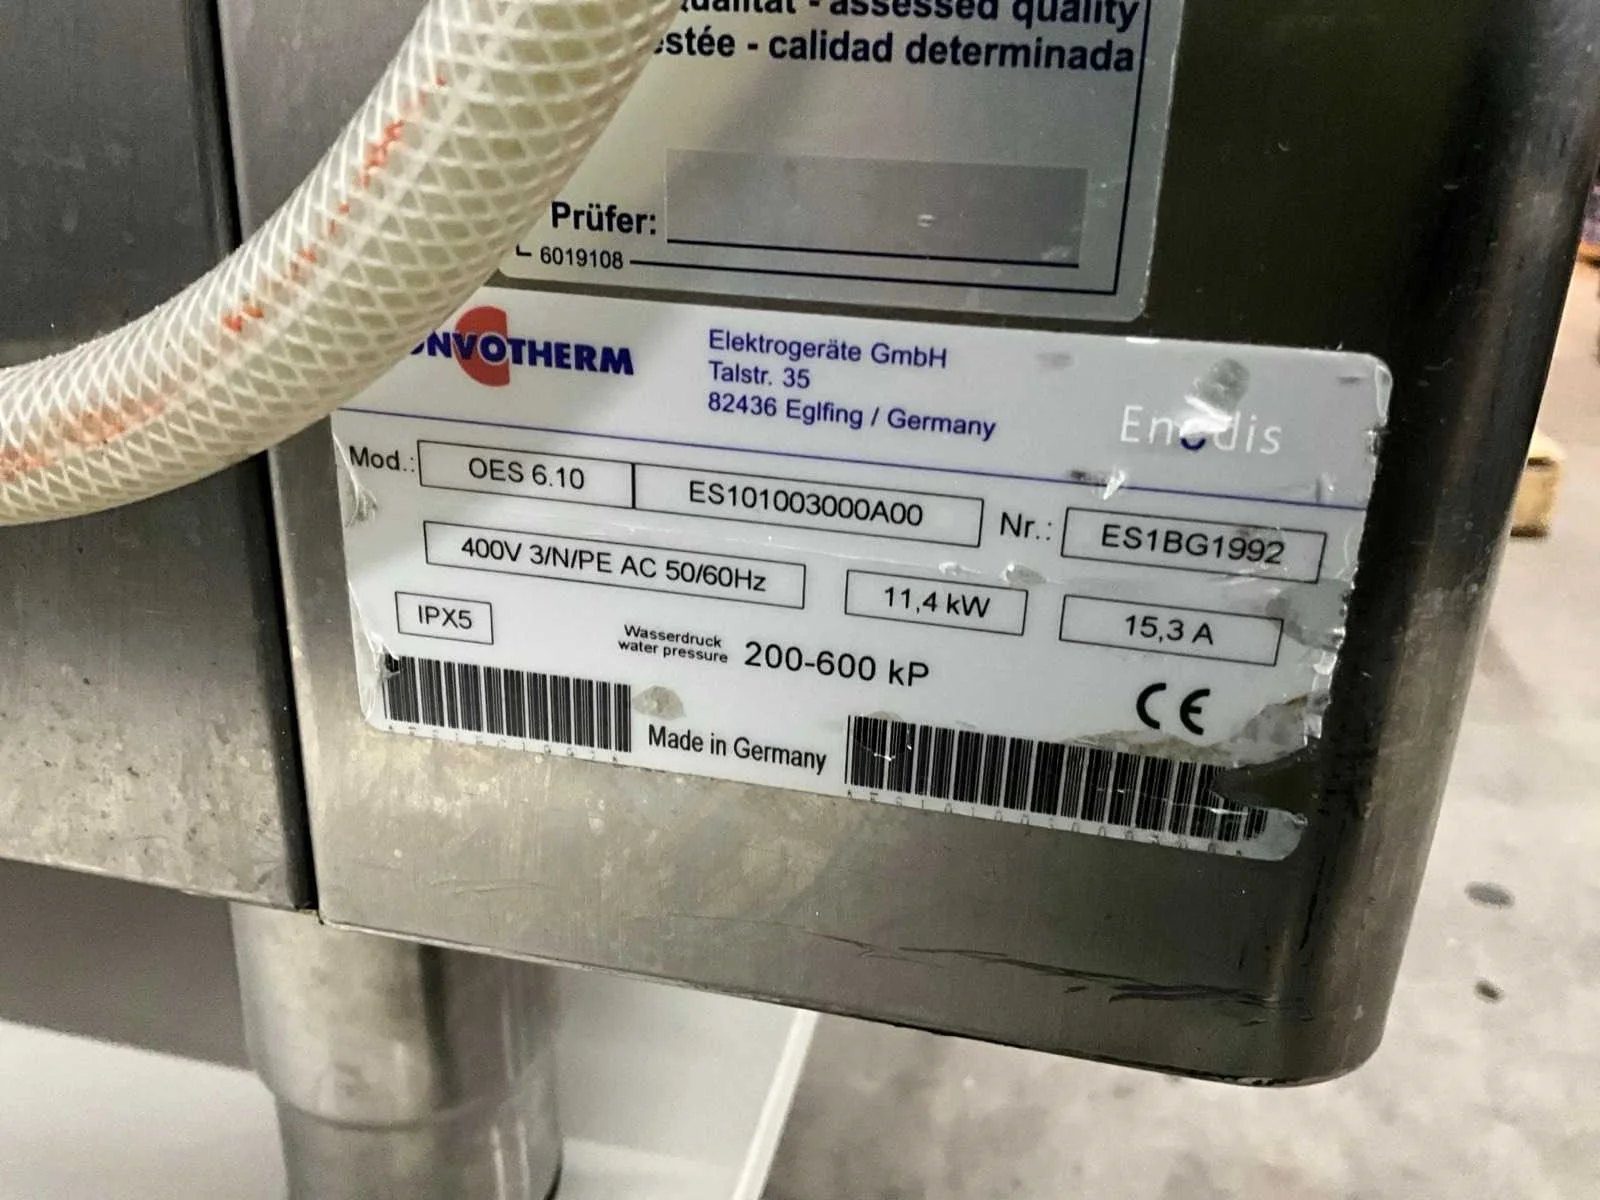 - assessed quality
- calidad determinada
Prüfer:
6019108
NVOTHERM
Elektrogeräte GmbH
Talstr. 35
82436 Eglfing / Germany
Enodis
Mod.: OES 6.10 ES101003000A00 Nr.: ES1BG1992
400V 3/N/PE AC 50/60Hz 11,4 kW 15,3 A
IPX5
Wasserdruck
water pressure 200-600 kP
CE
Made in Germany